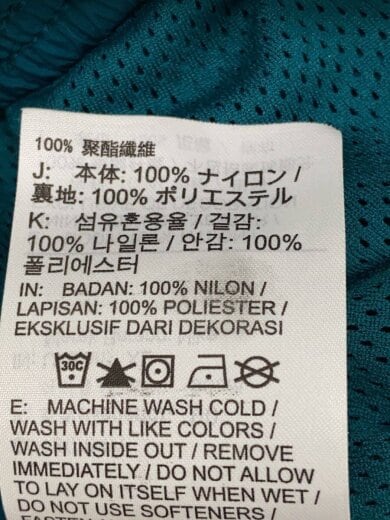 100% 聚酯纖維
J: 本体: 100% ナイロン /
裏地: 100% ポリエステル
K: 섬유혼용율 / 겉감:
100% 나일론 / 안감: 100%
폴리에스터
IN: BADAN: 100% NILON /
LAPISAN: 100% POLIESTER /
EKSKLUSIF DARI DEKORASI
30C
E: MACHINE WASH COLD /
WASH WITH LIKE COLORS /
WASH INSIDE OUT / REMOVE
IMMEDIATELY / DO NOT ALLOW
TO LAY ON ITSELF WHEN WET /
DO NOT USE SOFTENERS /